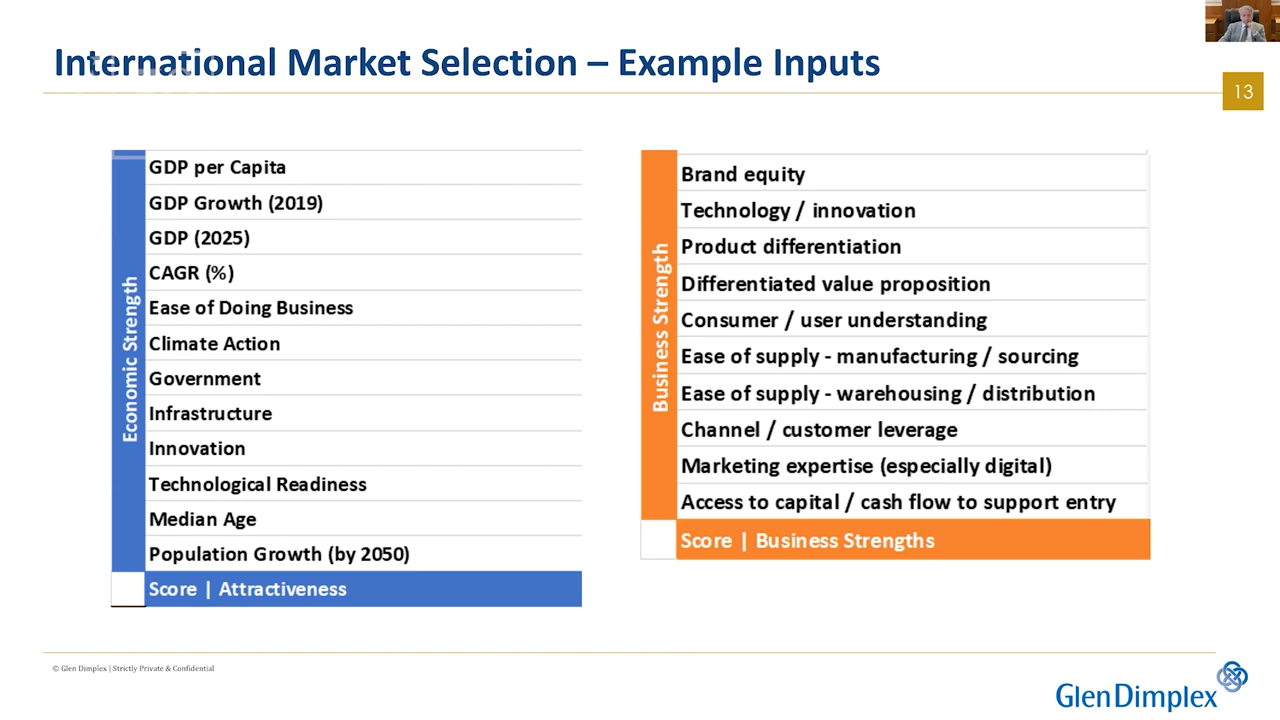 International Market Selection – Example Inputs
13
Economic Strength
GDP per Capita
GDP Growth (2019)
GDP (2025)
CAGR (%)
Ease of Doing Business
Climate Action
Government
Infrastructure
Innovation
Technological Readiness
Median Age
Population Growth (by 2050)
Score | Attractiveness
Business Strength
Brand equity
Technology / innovation
Product differentiation
Differentiated value proposition
Consumer / user understanding
Ease of supply - manufacturing / sourcing
Ease of supply - warehousing / distribution
Channel / customer leverage
Marketing expertise (especially digital)
Access to capital / cash flow to support entry
Score | Business Strengths
© Glen Dimplex | Strictly Private & Confidential
GlenDimplex